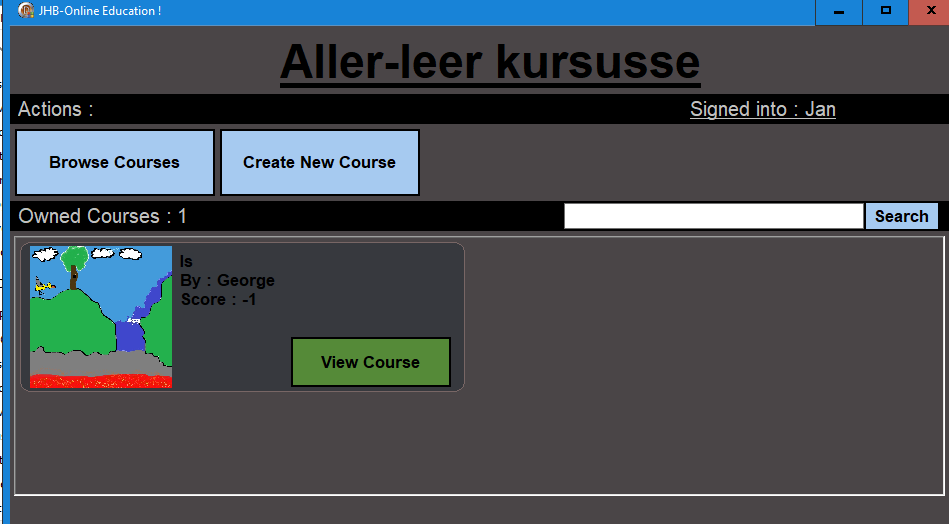 JHB-Online Education !
Aller-leer kursusse
Actions :
Signed into : Jan
Browse Courses
Create New Course
Owned Courses : 1
Search
Is
By : George
Score : -1
View Course